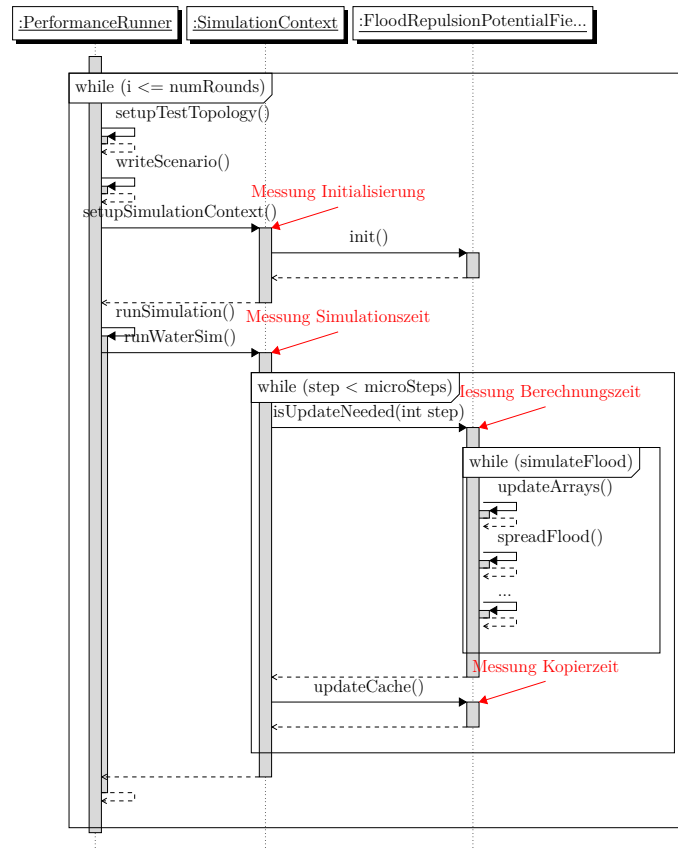 :PerformanceRunner
:SimulationContext
:FloodRepulsionPotentialFie...
while (i <= numRounds)
setupTestTopology()
writeScenario()
Messung Initialisierung
setupSimulationContext()
init()
runSimulation()
Messung Simulationszeit
runWaterSim()
while (step < microSteps)
Messung Berechnungszeit
isUpdateNeeded(int step)
while (simulateFlood)
updateArrays()
spreadFlood()
...
Messung Kopierzeit
updateCache()